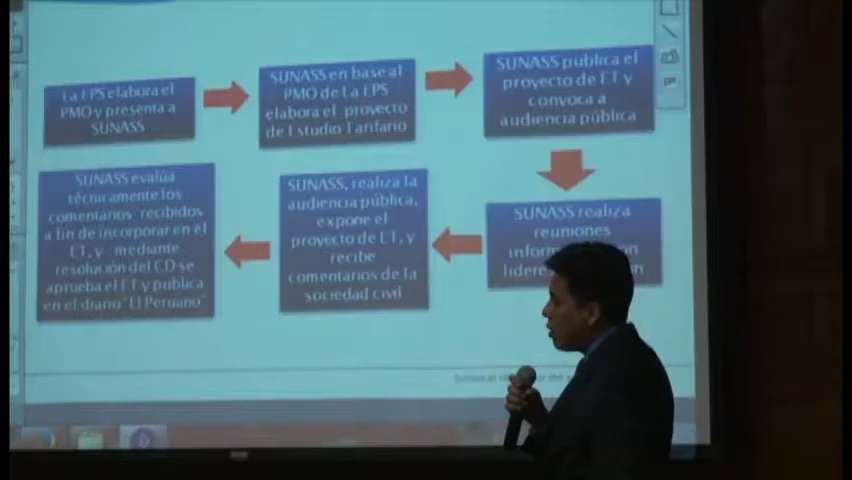 La EPS elabora el
PMO y presenta a
SUNASS
SUNASS en base al
PMO de La EPS
elabora el proyecto
de Estudio Tarifario
SUNASS publica el
proyecto de ET y
convoca a
audiencia pública
SUNASS realiza
reuniones
SUNASS, realiza la
audiencia pública,
expone el
proyecto de ET, y
recibe
comentarios de la
sociedad civil
SUNASS evalúa
técnicamente los
comentarios recibidos
a fin de incorporar en el
ET, y mediante
resolución del CD se
aprueba el ET y publica
en el diario "El Peruano"